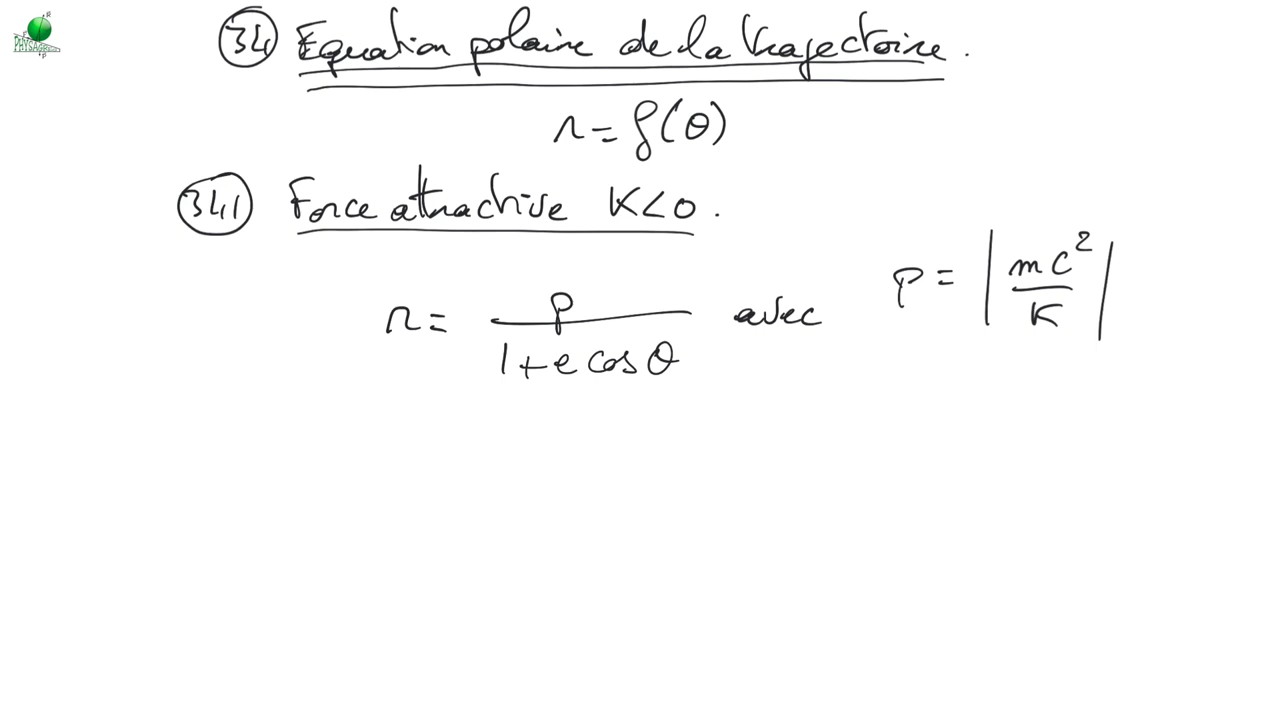 34 Equation polaire de la trajectoire.
r = f(θ)
341 Force attractive K<0.
r = p / (1+e cos θ) avec p = |mc²/K|